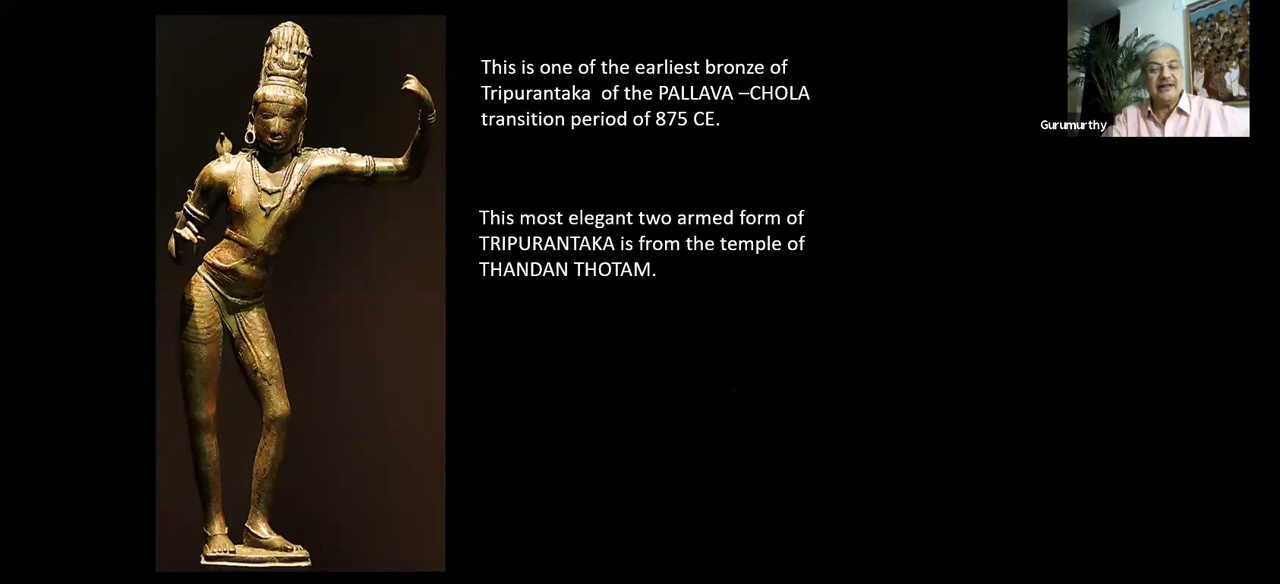 This is one of the earliest bronze of
Tripurantaka of the PALLAVA –CHOLA
transition period of 875 CE.
Gurumurthy
This most elegant two armed form of
TRIPURANTAKA is from the temple of
THANDAN THOTAM.